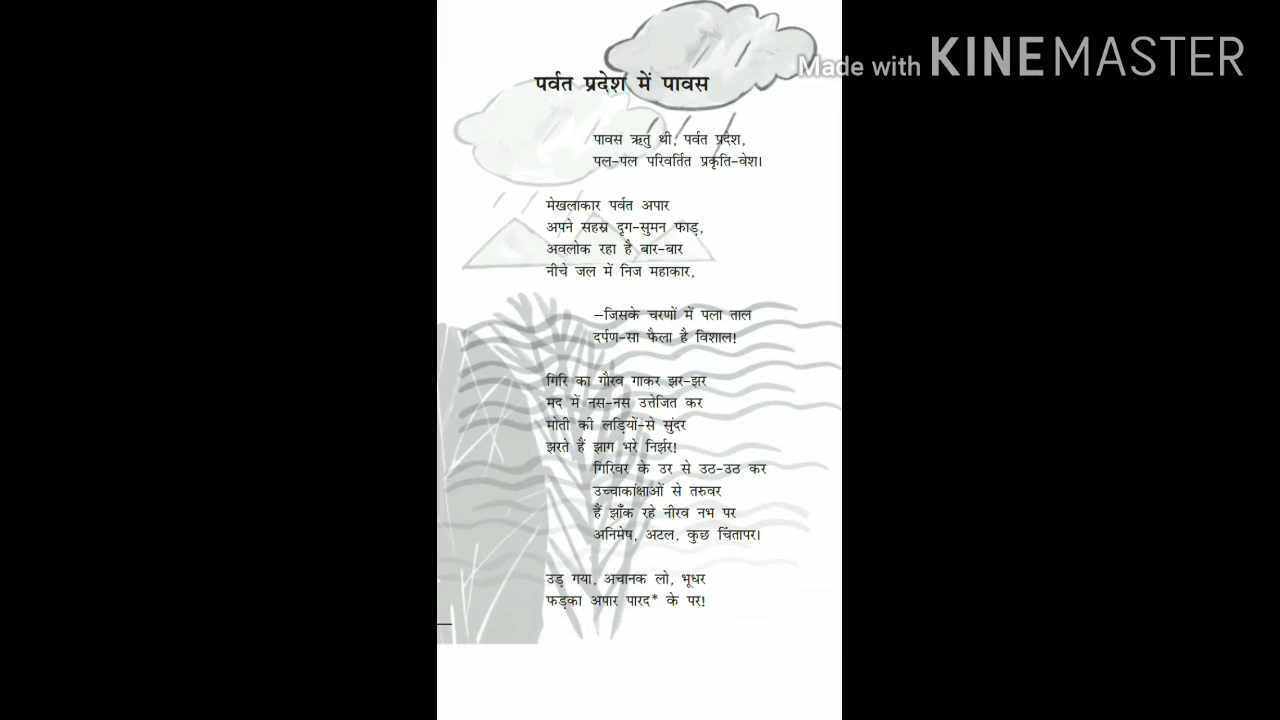 Made with KINEMASTER
पर्वत प्रदेश में पावस
पावस ऋतु थी, पर्वत प्रदेश,
पल-पल परिवर्तित प्रकृति-वेश।
मेखलाकार पर्वत अपार
अपने सहस्र दृग-सुमन फाड़,
अवलोक रहा है बार-बार
नीचे जल में निज महाकार,
–जिसके चरणों में पला ताल
दर्पण-सा फैला है विशाल!
गिरि का गौरव गाकर झर-झर
मद में नस-नस उत्तेजित कर
मोती की लड़ियों-से सुंदर
झरते हैं झाग भरे निर्झर!
गिरिवर के उर से उठ-उठ कर
उच्चाकांक्षाओं से तरुवर
हैं झाँक रहे नीरव नभ पर
अनिमेष, अटल, कुछ चिंतापर।
उड़ गया, अचानक लो, भूधर
फड़का अपार पारद* के पर!